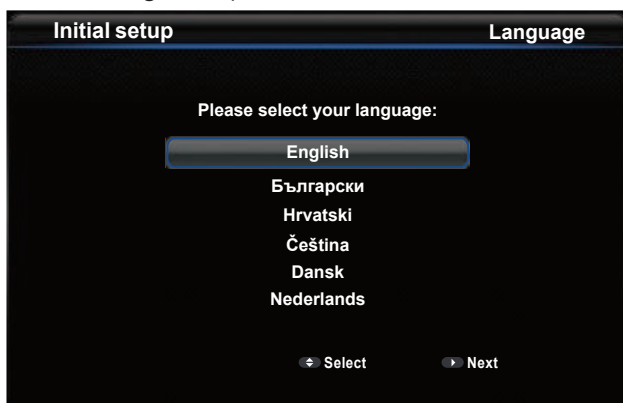 Initial setup Language
Please select your language:
English
Български
Hrvatski
Čeština
Dansk
Nederlands
Select Next